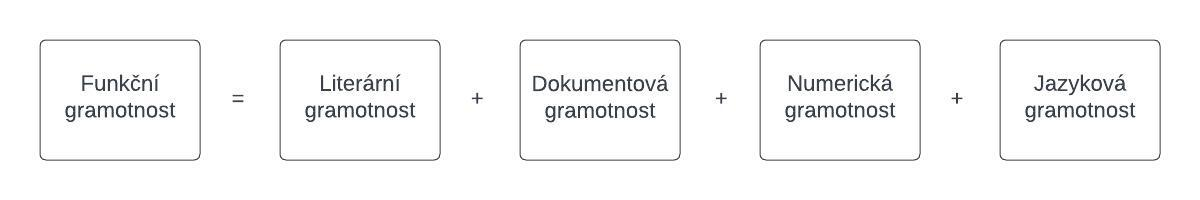 Funkční
gramotnost
=
Literární
gramotnost
+
Dokumentová
gramotnost
+
Numerická
gramotnost
+
Jazyková
gramotnost